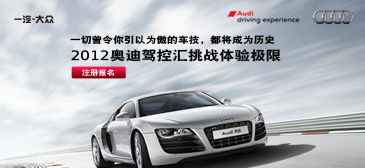 一汽-大众
Audi
driving experience
一切曾令你引以为傲的车技，都将成为历史
2012奥迪驾控汇挑战体验极限
注册报名
Audi R8